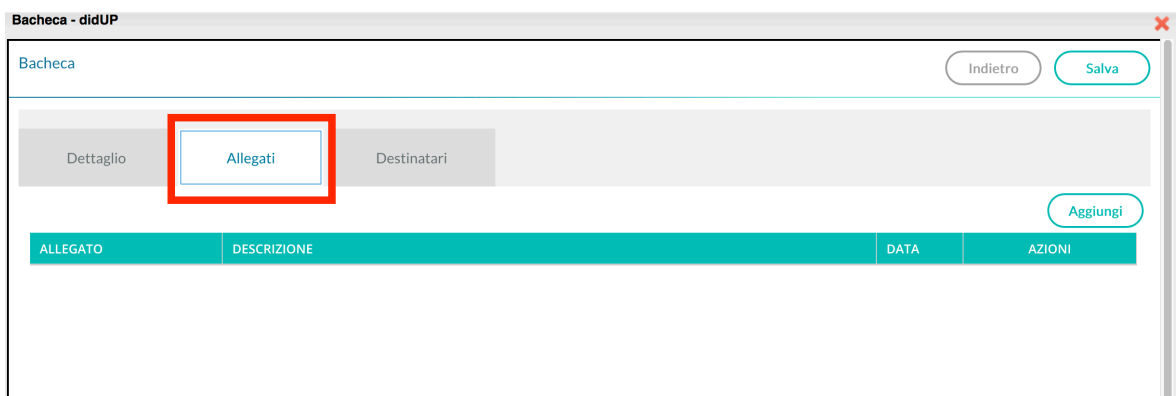 Bacheca - didUP
Bacheca
Indietro
Salva
Dettaglio
Allegati
Destinatari
Aggiungi
ALLEGATO
DESCRIZIONE
DATA
AZIONI